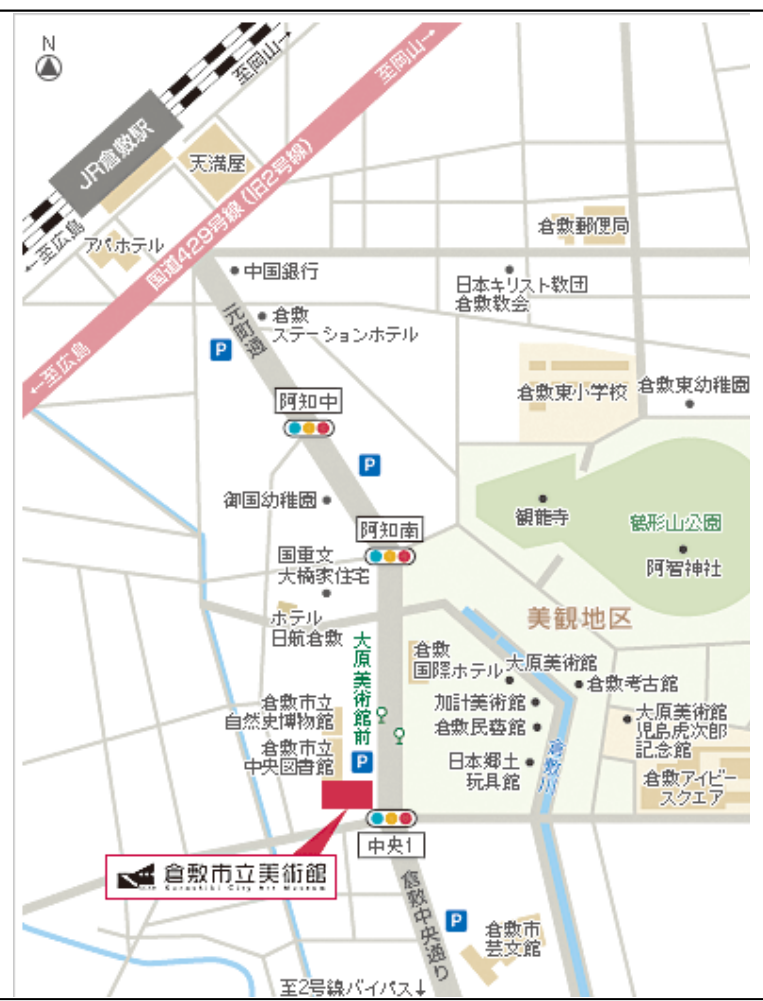 N
至岡山→
至岡山→
JR倉敷駅
天満屋
国道429号線(旧2号線)
←至広島
アパホテル
←至広島
倉敷郵便局
中国銀行
日本キリスト教団
倉敷教会
元町通
倉敷
ステーションホテル
P
倉敷東小学校
倉敷東幼稚園
阿知中
P
御国幼稚園
観龍寺
鶴形山公園
阿知南
阿智神社
国重文
大橋家住宅
美観地区
ホテル
日航倉敷
大原美術館前
倉敷
国際ホテル
大原美術館
倉敷考古館
加計美術館
倉敷民藝館
大原美術館
児島虎次郎
記念館
倉敷市立
自然史博物館
倉敷市立
中央図書館
P
日本郷土
玩具館
倉敷川
倉敷アイビー
スクエア
中央1
倉敷市立美術館
Kurashiki City Art Museum
倉敷中央通り
P
倉敷市
芸文館
至2号線バイパス↓